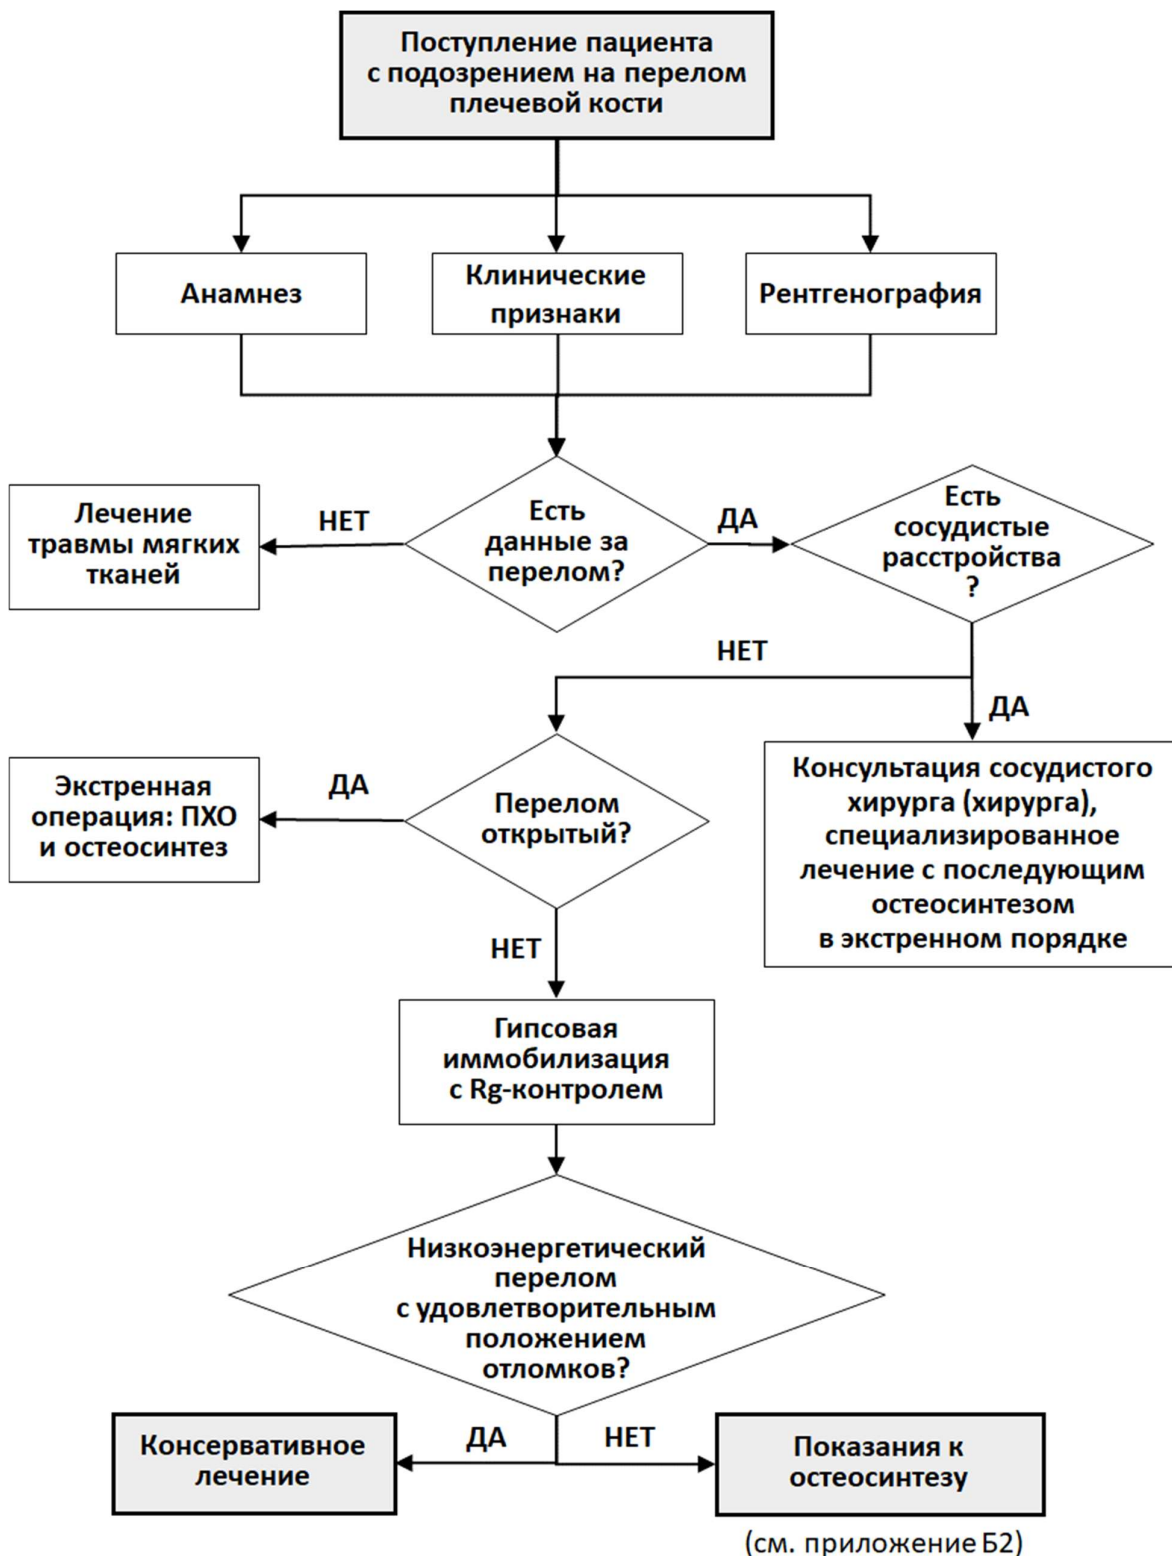 Поступление пациента
с подозрением на перелом
плечевой кости
Анамнез
Клинические
признаки
Рентгенография
Лечение
травмы мягких
тканей
НЕТ
Есть
данные за
перелом?
ДА
Есть
сосудистые
расстройства
?
НЕТ
ДА
Экстренная
операция: ПХО
и остеосинтез
ДА
Перелом
открытый?
Консультация сосудистого
хирурга (хирурга),
специализированное
лечение с последующим
остеосинтезом
в экстренном порядке
НЕТ
Гипсовая
иммобилизация
с Rg-контролем
Низкоэнергетический
перелом
с удовлетворительным
положением
отломков?
Консервативное
лечение
ДА
НЕТ
Показания к
остеосинтезу
(см. приложение Б2)